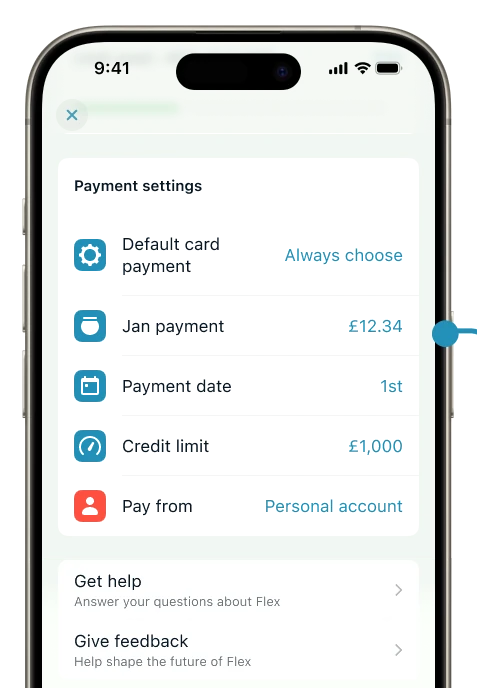 9:41
Payment settings
Default card
payment
Always choose
Jan payment
£12.34
Payment date
1st
Credit limit
£1,000
Pay from
Personal account
Get help
Answer your questions about Flex
Give feedback
Help shape the future of Flex